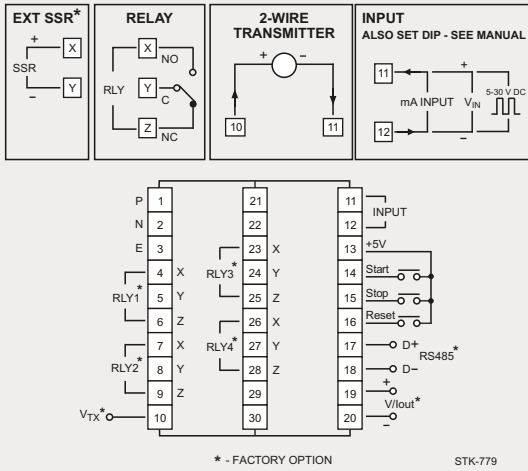 EXT SSR*
+
SSR
–
X
Y
RELAY
X
NO
RLY
Y
C
Z
NC
2-WIRE
TRANSMITTER
+ –
10
11
INPUT
ALSO SET DIP - SEE MANUAL
11
+
5-30 V DC
mA INPUT
VIN
12
–
P 1
N 2
E 3
4 X
RLY1*
5 Y
6 Z
7 X
RLY2*
8 Y
9 Z
VTX* 10
21
22
23 X
RLY3*
24 Y
25 Z
26 X
RLY4*
27 Y
28 Z
29
30
11
INPUT
12
13 +5V
14 Start
15 Stop
16 Reset
17 D+
RS485*
18 D–
19 +
V/Iout*
20 –
* - FACTORY OPTION
STK-779